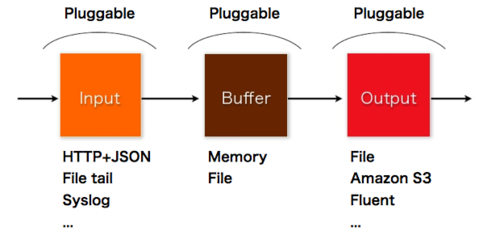 Pluggable
Pluggable
Pluggable
Input
Buffer
Output
HTTP+JSON
File tail
Syslog
...
Memory
File
File
Amazon S3
Fluent
...